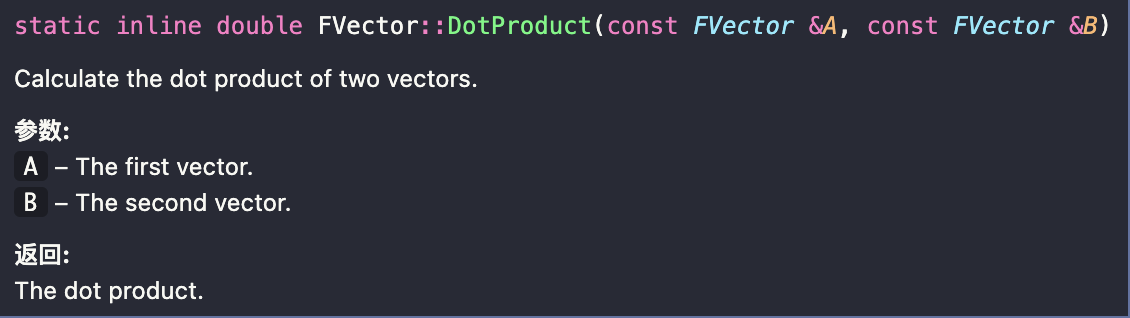 static inline double FVector::DotProduct(const FVector &A, const FVector &B)
Calculate the dot product of two vectors.
参数:
A – The first vector.
B – The second vector.
返回:
The dot product.